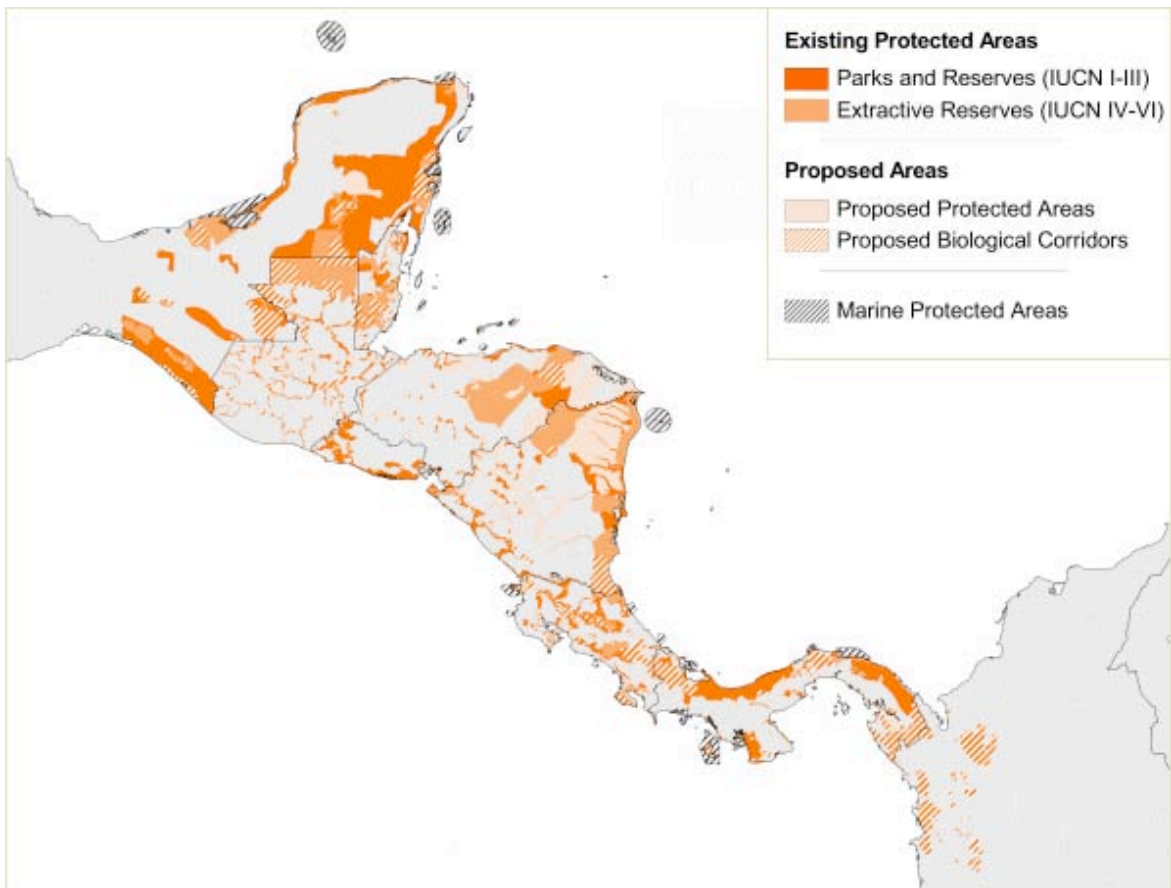 Existing Protected Areas
Parks and Reserves (IUCN I-III)
Extractive Reserves (IUCN IV-VI)
Proposed Areas
Proposed Protected Areas
Proposed Biological Corridors
Marine Protected Areas